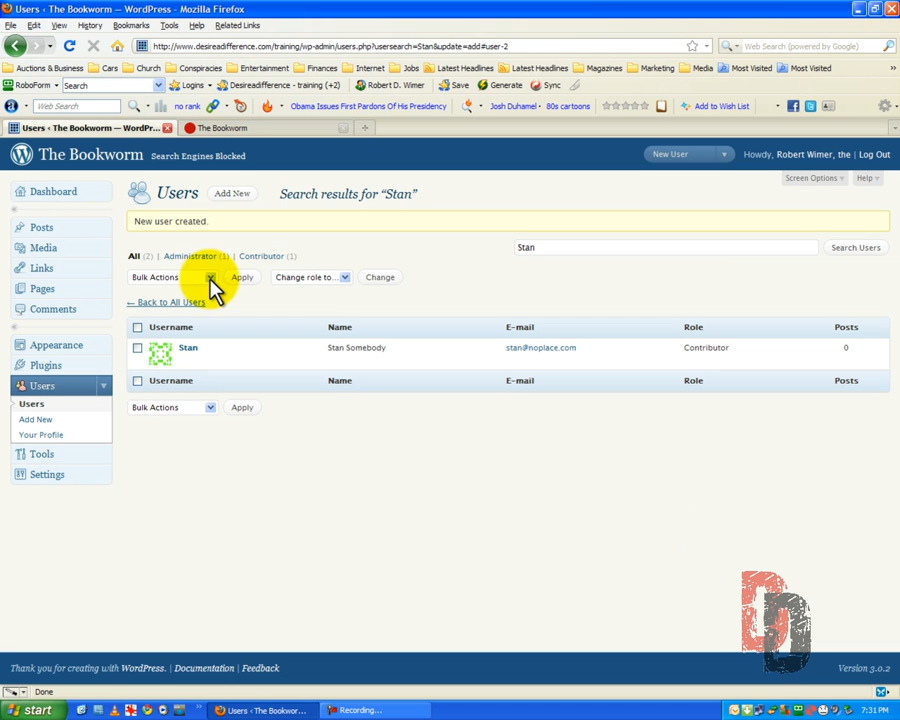 Users ‹ The Bookworm — WordPress - Mozilla Firefox
File Edit View History Bookmarks Tools Help Related Links
http://www.desiredifference.com/training/wp-admin/users.php?usersearch=Stan&update=add#user-2
Web Search (powered by Yahoo)
Auctions & Business Cars Church Conspiracies Entertainment Finances Internet Jobs Latest Headlines Latest Headlines Magazines Marketing Media Most Visited Most Visited
RoboForm Search Logins Desiredifference - training (+2) Robert D. Wimer Save Generate Sync
Web Search no rank Obama Issues First Pardons Of His Presidency Josh Duhamel 80s cartoons Add to Wish List
Users ‹ The Bookworm — WordPr... The Bookworm
The Bookworm Search Engines Blocked New User Howdy, Robert Wimer, the | Log Out
Screen Options Help
Dashboard
Posts
Media
Links
Pages
Comments
Appearance
Plugins
Users
Users
Add New
Your Profile
Tools
Settings
Users Add New Search results for “Stan”
New user created.
All (2) | Administrator (1) | Contributor (1)
Stan Search Users
Bulk Actions Apply Change role to... Change
← Back to All Users
Username Name E-mail Role Posts
Stan Stan Somebody stan@noplace.com Contributor 0
Username Name E-mail Role Posts
Bulk Actions Apply
DD
Thank you for creating with WordPress. | Documentation | Feedback Version 3.0.2
Done
start Users ‹ The Bookwor... Recording... 7:31 PM